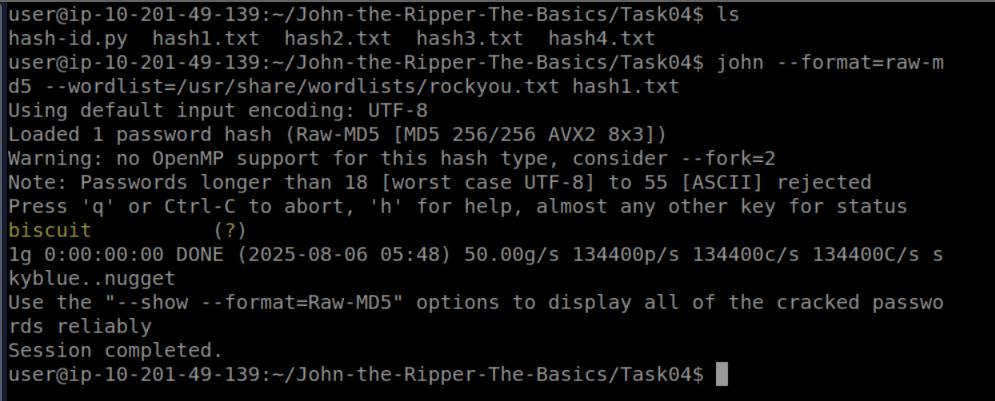 user@ip-10-201-49-139:~/John-the-Ripper-The-Basics/Task04$ ls
hash-id.py  hash1.txt  hash2.txt  hash3.txt  hash4.txt
user@ip-10-201-49-139:~/John-the-Ripper-The-Basics/Task04$ john --format=raw-m
d5 --wordlist=/usr/share/wordlists/rockyou.txt hash1.txt
Using default input encoding: UTF-8
Loaded 1 password hash (Raw-MD5 [MD5 256/256 AVX2 8x3])
Warning: no OpenMP support for this hash type, consider --fork=2
Note: Passwords longer than 18 [worst case UTF-8] to 55 [ASCII] rejected
Press 'q' or Ctrl-C to abort, 'h' for help, almost any other key for status
biscuit          (?)
1g 0:00:00:00 DONE (2025-08-06 05:48) 50.00g/s 134400p/s 134400c/s 134400C/s s
kyblue..nugget
Use the "--show --format=Raw-MD5" options to display all of the cracked passwo
rds reliably
Session completed.
user@ip-10-201-49-139:~/John-the-Ripper-The-Basics/Task04$